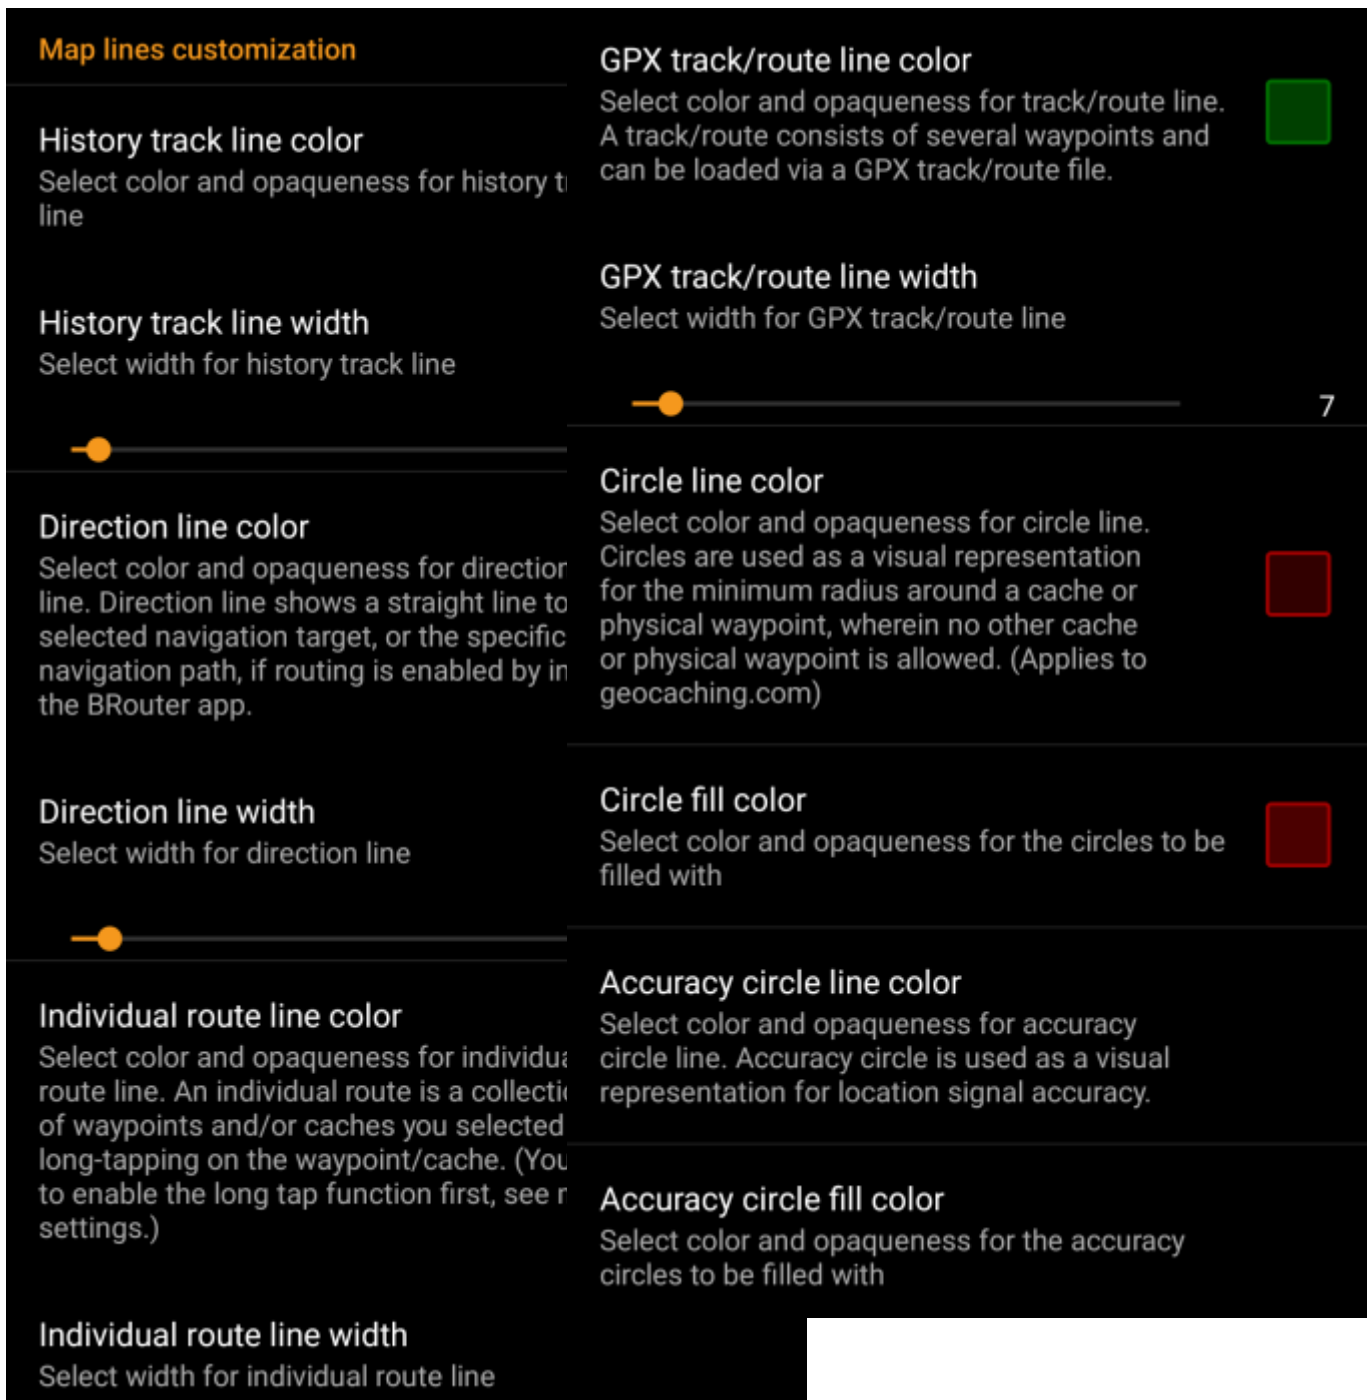 Map lines customization
History track line color
Select color and opaqueness for history
line
History track line width
Select width for history track line
Direction line color
Select color and opaqueness for direction
line. Direction line shows a straight line to
selected navigation target, or the specific
navigation path, if routing is enabled by
the BRouter app.
Direction line width
Select width for direction line
Individual route line color
Select color and opaqueness for
route line. An individual route is a
of waypoints and/or caches you selected
long-tapping on the waypoint/cache.
to enable the long tap function first, see
settings.)
Individual route line width
Select width for individual route line
GPX track/route line color
Select color and opaqueness for track/route line.
A track/route consists of several waypoints and
can be loaded via a GPX track/route file.
GPX track/route line width
Select width for GPX track/route line
7
Circle line color
Select color and opaqueness for circle line.
Circles are used as a visual representation
for the minimum radius around a cache or
physical waypoint, wherein no other cache
or physical waypoint is allowed. (Applies to
geocaching.com)
Circle fill color
Select color and opaqueness for the circles to be
filled with
Accuracy circle line color
Select color and opaqueness for accuracy
circle line. Accuracy circle is used as a visual
representation for location signal accuracy.
Accuracy circle fill color
Select color and opaqueness for the accuracy
circles to be filled with